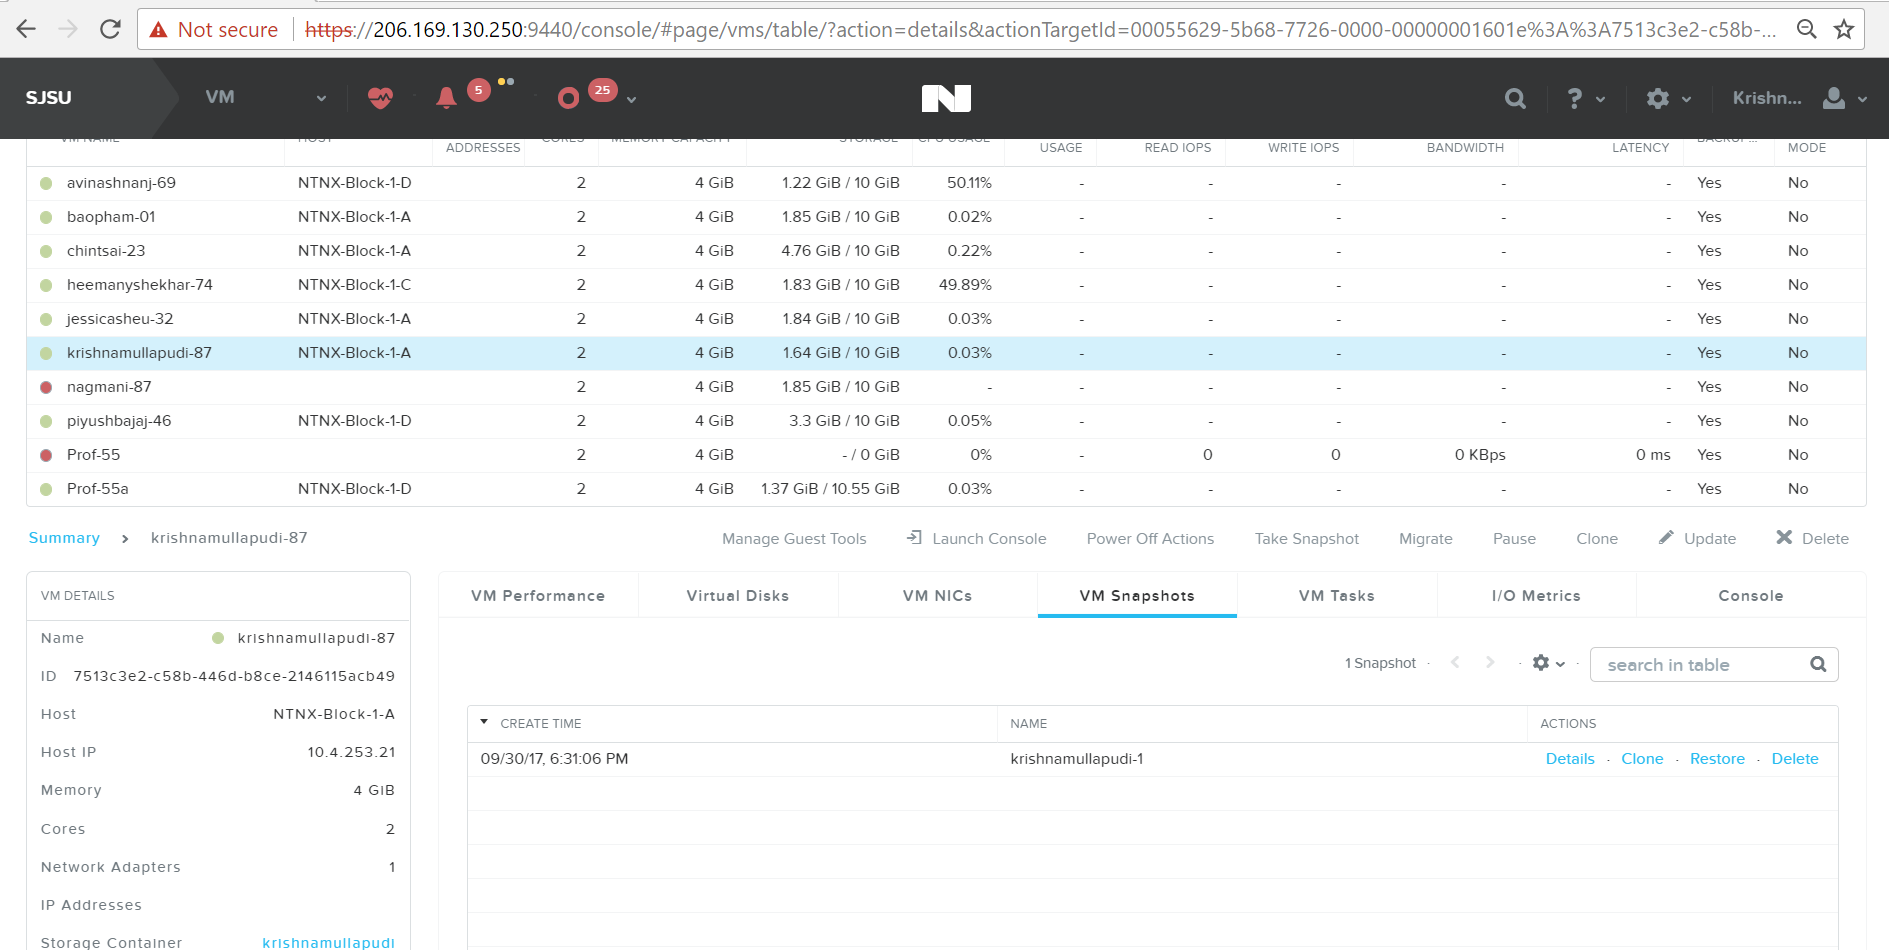 Not secure https://206.169.130.250:9440/console/#page/vms/table/?action=details&actionTargetId=00055629-5b68-7726-0000-00000001601e%3A%3A7513c3e2-c58b-...
SJSU VM 5 25 ? Krishn...
VM NAME HOST ADDRESSES CORES MEMORY CAPACITY STORAGE CPU USAGE USAGE READ IOPS WRITE IOPS BANDWIDTH LATENCY BACKUP ... MODE
avinashnanj-69 NTNX-Block-1-D 2 4 GiB 1.22 GiB / 10 GiB 50.11% - - - - - Yes No
baopham-01 NTNX-Block-1-A 2 4 GiB 1.85 GiB / 10 GiB 0.02% - - - - - Yes No
chintsai-23 NTNX-Block-1-A 2 4 GiB 4.76 GiB / 10 GiB 0.22% - - - - - Yes No
heemanyshekhar-74 NTNX-Block-1-C 2 4 GiB 1.83 GiB / 10 GiB 49.89% - - - - - Yes No
jessicasheu-32 NTNX-Block-1-A 2 4 GiB 1.84 GiB / 10 GiB 0.03% - - - - - Yes No
krishnamullapudi-87 NTNX-Block-1-A 2 4 GiB 1.64 GiB / 10 GiB 0.03% - - - - - Yes No
nagmani-87 2 4 GiB 1.85 GiB / 10 GiB - - - - - - Yes No
piyushbajaj-46 NTNX-Block-1-D 2 4 GiB 3.3 GiB / 10 GiB 0.05% - - - - - Yes No
Prof-55 2 4 GiB - / 0 GiB 0% - 0 0 0 KBps 0 ms Yes No
Prof-55a NTNX-Block-1-D 2 4 GiB 1.37 GiB / 10.55 GiB 0.03% - - - - - Yes No
Summary › krishnamullapudi-87 Manage Guest Tools Launch Console Power Off Actions Take Snapshot Migrate Pause Clone Update Delete
VM DETAILS
Name krishnamullapudi-87
ID 7513c3e2-c58b-446d-b8ce-2146115acb49
Host NTNX-Block-1-A
Host IP 10.4.253.21
Memory 4 GiB
Cores 2
Network Adapters 1
IP Addresses
Storage Container krishnamullapudi
VM Performance Virtual Disks VM NICs VM Snapshots VM Tasks I/O Metrics Console
1 Snapshot · · · search in table
CREATE TIME NAME ACTIONS
09/30/17, 6:31:06 PM krishnamullapudi-1 Details · Clone · Restore · Delete